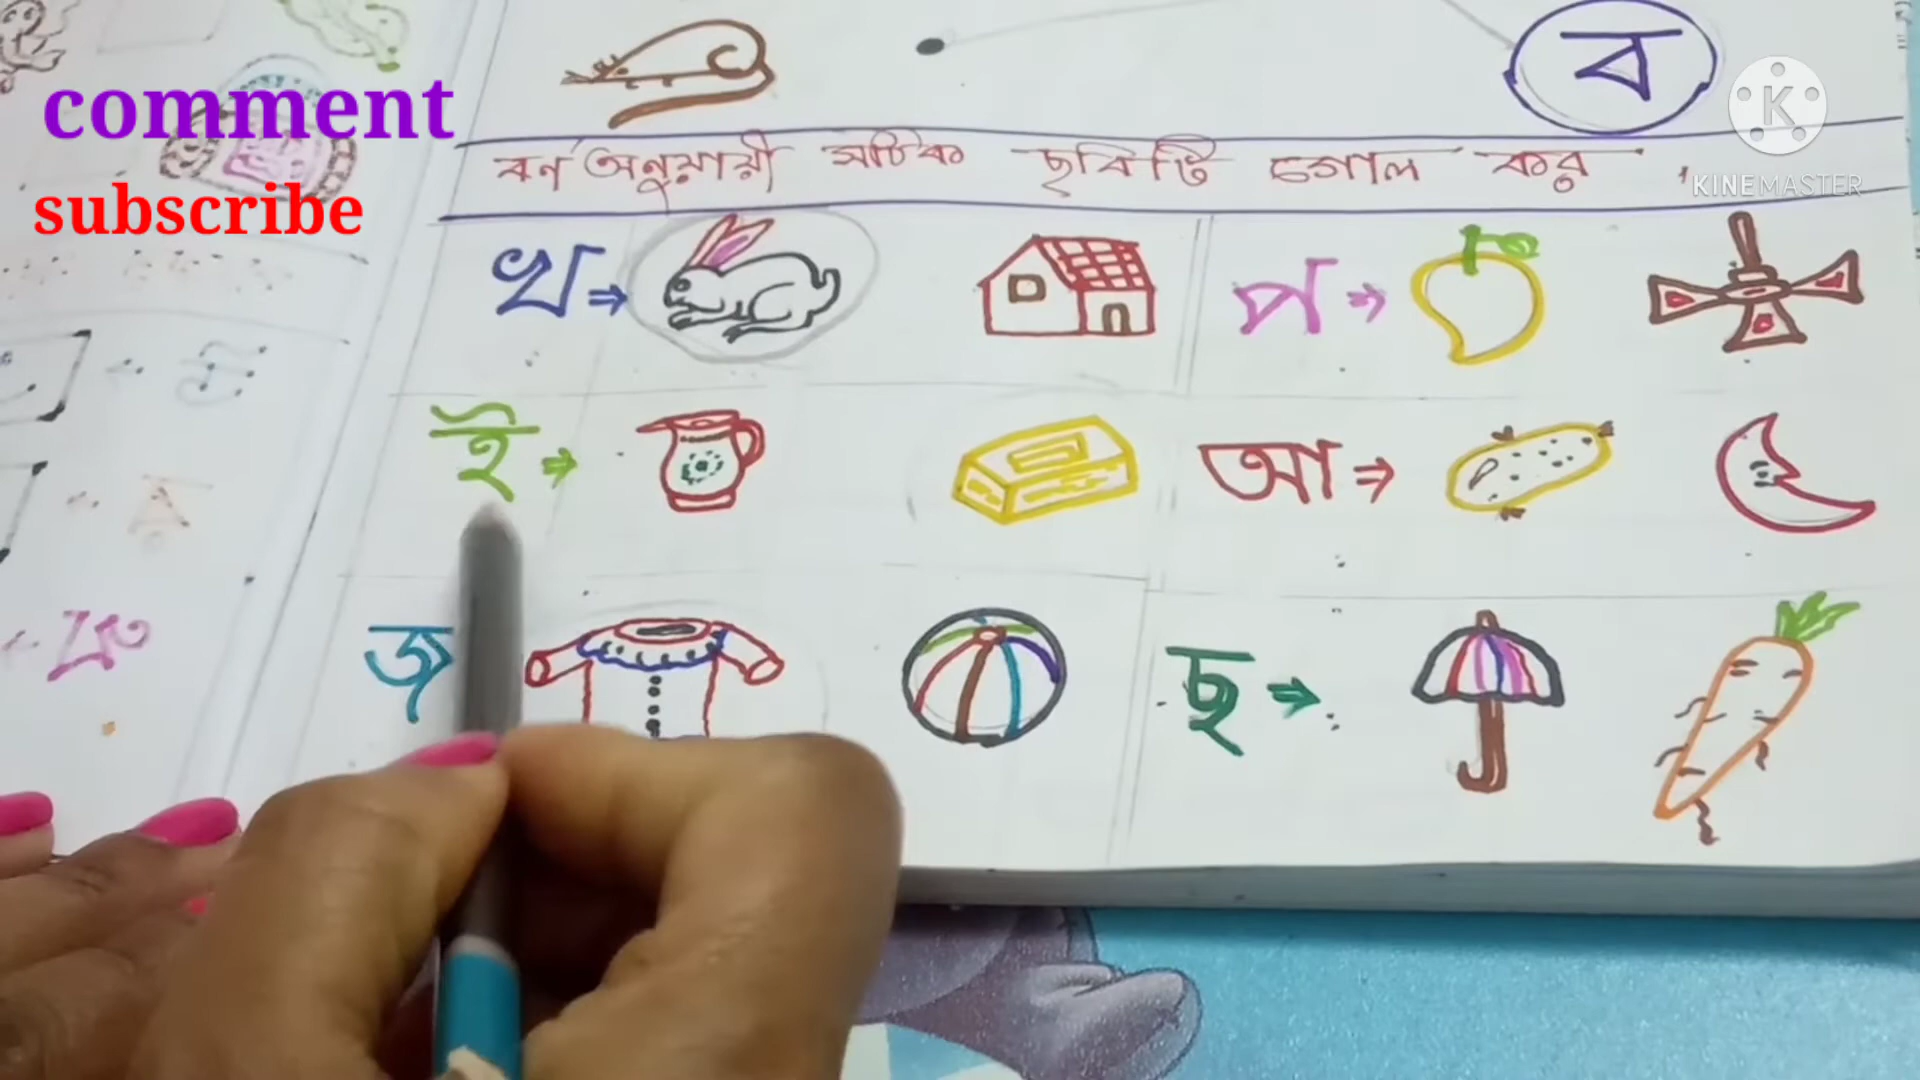 comment
subscribe
ব
KINEMASTER
বর্ণ অনুযায়ী সঠিক ছবিটি গোল কর
খ⇒
প⇒
ই⇒
আ⇒
জ
ছ⇒